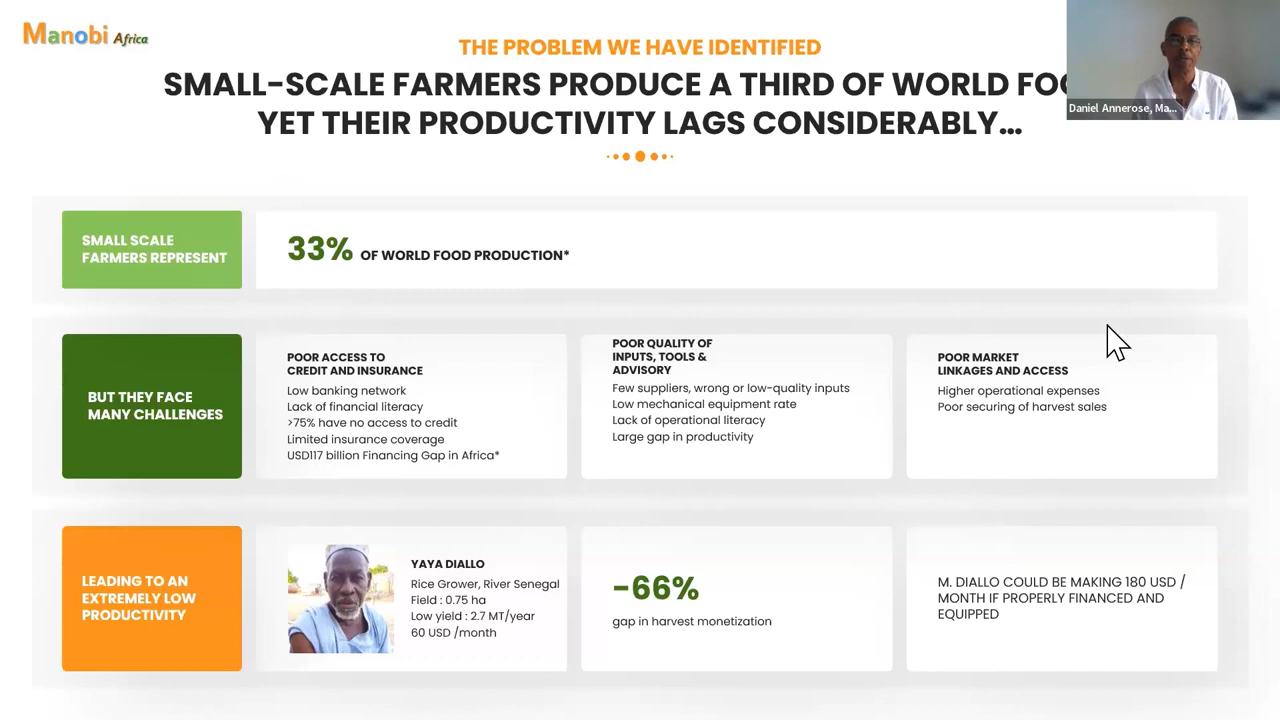 Manobi Africa
THE PROBLEM WE HAVE IDENTIFIED
SMALL-SCALE FARMERS PRODUCE A THIRD OF WORLD
YET THEIR PRODUCTIVITY LAGS CONSIDERABLY...
Daniel Annerose, Ma...
SMALL SCALE
FARMERS REPRESENT
33% OF WORLD FOOD PRODUCTION*
BUT THEY FACE
MANY CHALLENGES
POOR ACCESS TO
CREDIT AND INSURANCE
Low banking network
Lack of financial literacy
>75% have no access to credit
Limited insurance coverage
USD117 billion Financing Gap in Africa*
POOR QUALITY OF
INPUTS, TOOLS &
ADVISORY
Few suppliers, wrong or low-quality inputs
Low mechanical equipment rate
Lack of operational literacy
Large gap in productivity
POOR MARKET
LINKAGES AND ACCESS
Higher operational expenses
Poor securing of harvest sales
LEADING TO AN
EXTREMELY LOW
PRODUCTIVITY
YAYA DIALLO
Rice Grower, River Senegal
Field : 0.75 ha
Low yield : 2.7 MT/year
60 USD /month
-66%
gap in harvest monetization
M. DIALLO COULD BE MAKING 180 USD /
MONTH IF PROPERLY FINANCED AND
EQUIPPED